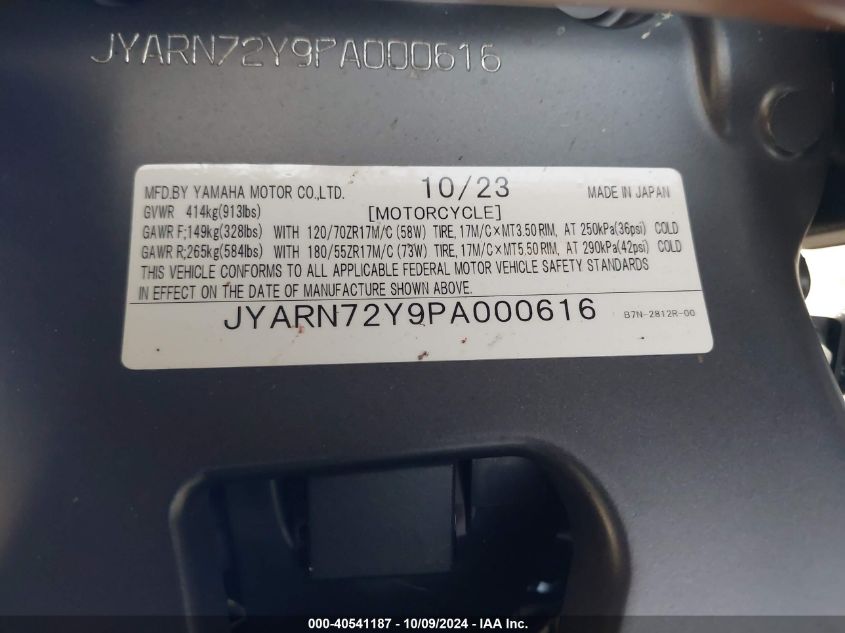 JYARN72Y9PA000616
MFD.BY YAMAHA MOTOR CO.,LTD. 10/23 MADE IN JAPAN
GVWR 414kg(913lbs) [MOTORCYCLE]
GAWR F;149kg(328lbs) WITH 120/70ZR17M/C (58W) TIRE,17M/C×MT3.50 RIM, AT 250kPa(36psi) COLD
GAWR R;265kg(584lbs) WITH 180/55ZR17M/C (73W) TIRE,17M/C×MT5.50 RIM, AT 290kPa(42psi) COLD
THIS VEHICLE CONFORMS TO ALL APPLICABLE FEDERAL MOTOR VEHICLE SAFETY STANDARDS
IN EFFECT ON THE DATE OF MANUFACTURE SHOWN ABOVE.
JYARN72Y9PA000616 B7N-2812R-00
000-40541187 - 10/09/2024 - IAA Inc.